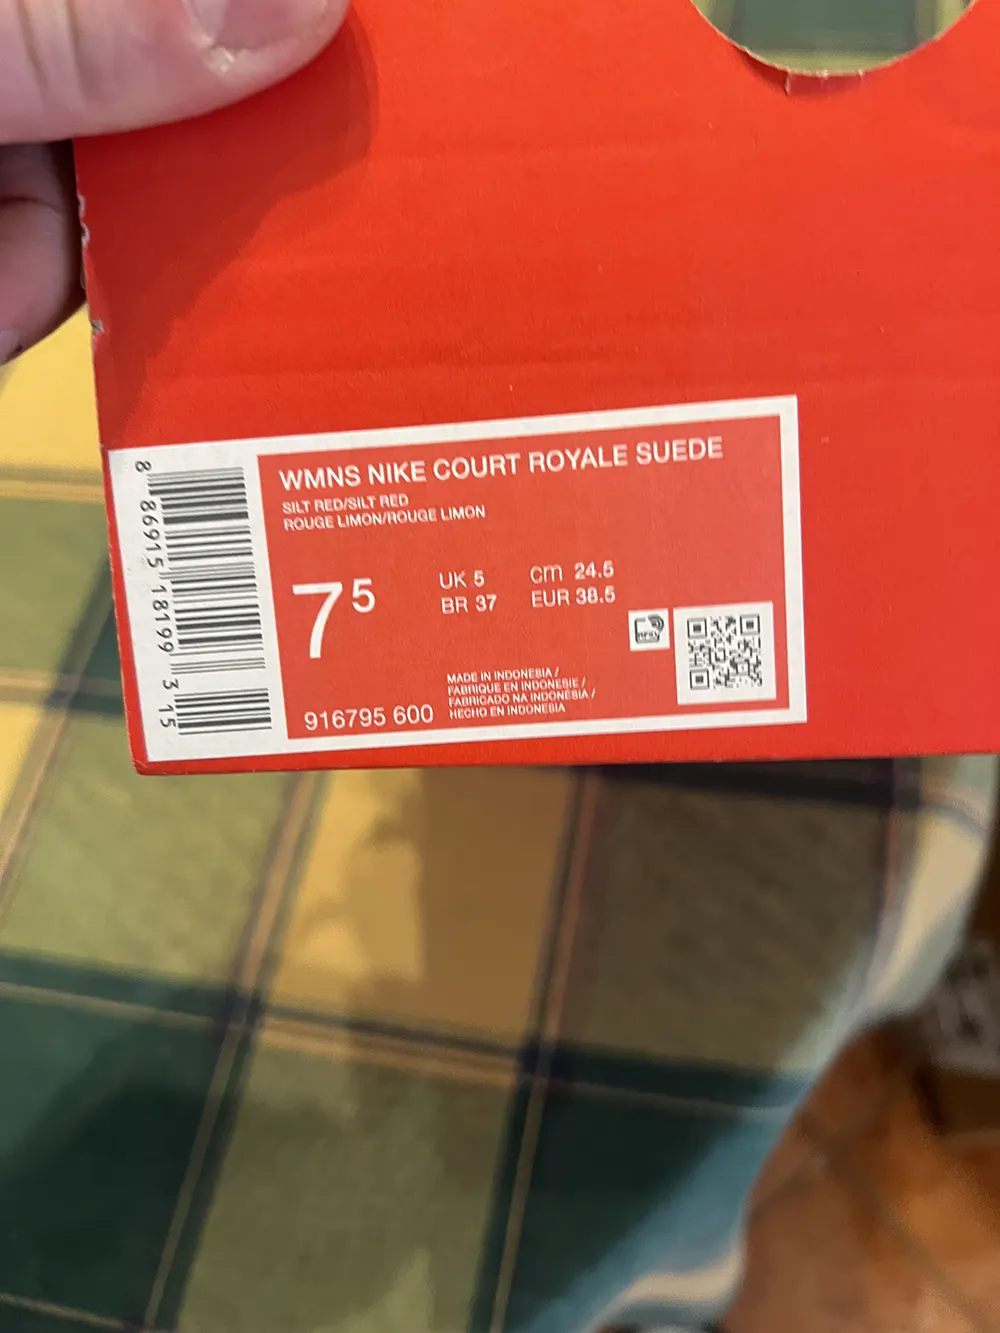 WMNS NIKE COURT ROYALE SUEDE
SILT RED/SILT RED
ROUGE LIMON/ROUGE LIMON
7⁵
UK 5 cm 24.5
BR 37 EUR 38.5
MADE IN INDONESIA /
FABRIQUE EN INDONESIE /
FABRICADO NA INDONESIA /
HECHO EN INDONESIA
916795 600
8 86915 18199 3 15